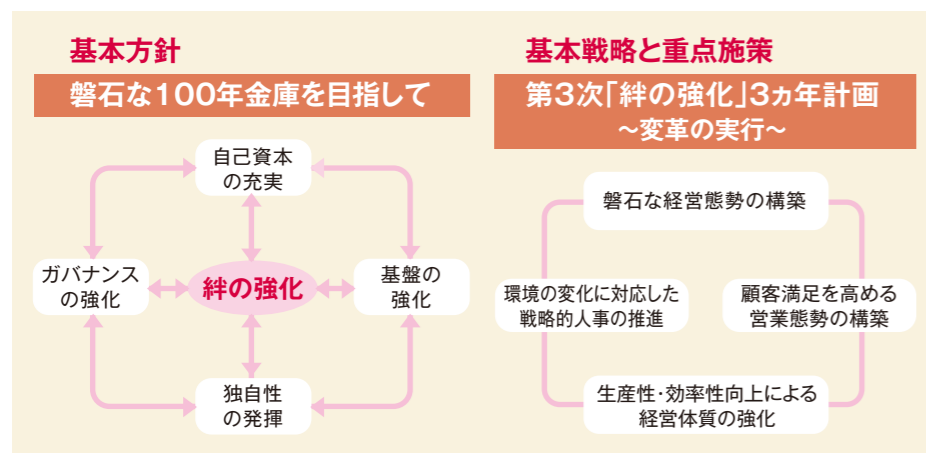 基本方針
磐石な100年金庫を目指して
自己資本
の充実
ガバナンス
の強化
絆の強化
基盤の
強化
独自性
の発揮
基本戦略と重点施策
第3次｢絆の強化｣3ヵ年計画
～変革の実行～
磐石な経営態勢の構築
環境の変化に対応した
戦略的人事の推進
顧客満足を高める
営業態勢の構築
生産性･効率性向上による
経営体質の強化